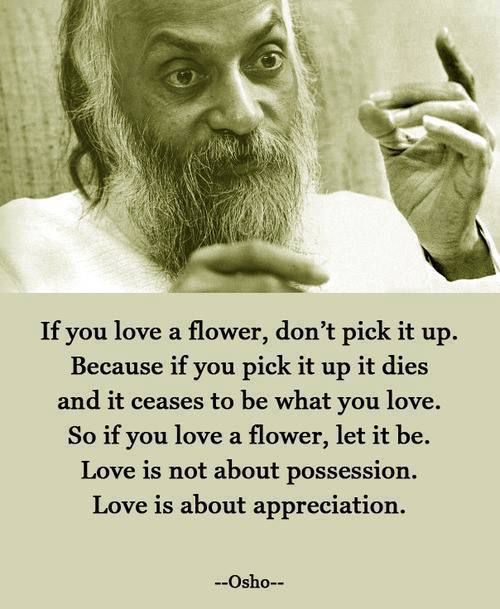 If you love a flower, don’t pick it up.
Because if you pick it up it dies
and it ceases to be what you love.
So if you love a flower, let it be.
Love is not about possession.
Love is about appreciation.
--Osho--